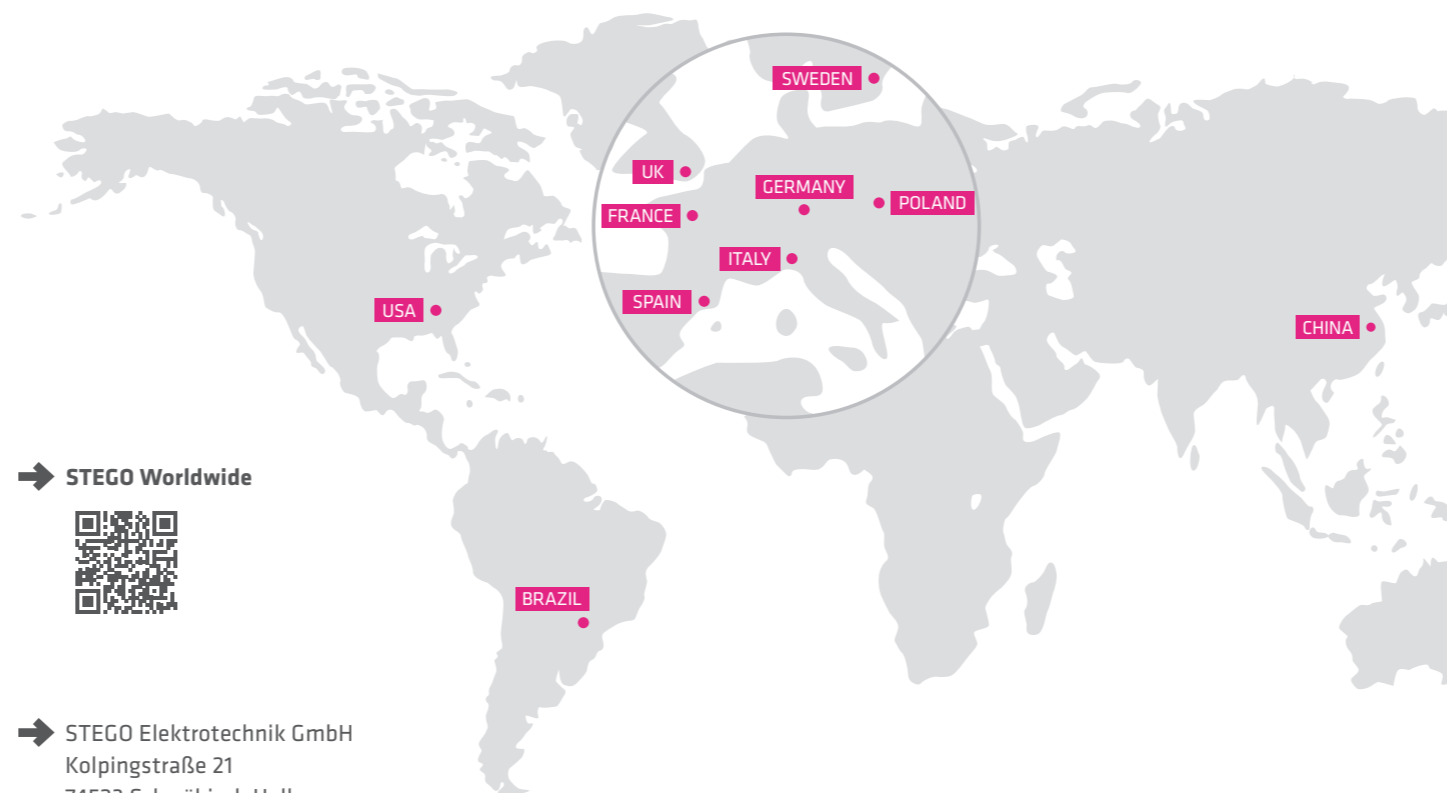 SWEDEN
UK
GERMANY
POLAND
FRANCE
ITALY
SPAIN
USA
CHINA
STEGO Worldwide
BRAZIL
STEGO Elektrotechnik GmbH
Kolpingstraße 21